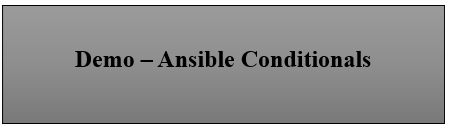 Demo – Ansible Conditionals